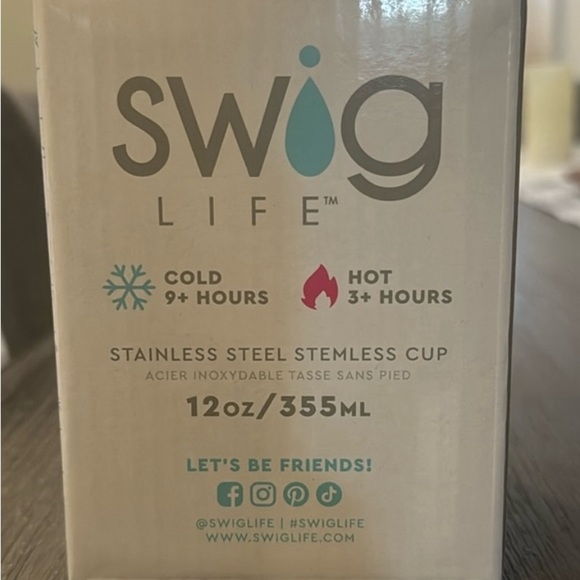 swig
LIFE™
COLD
9+ HOURS
HOT
3+ HOURS
STAINLESS STEEL STEMLESS CUP
ACIER INOXYDABLE TASSE SANS PIED
12OZ/355ML
LET'S BE FRIENDS!
@SWIGLIFE | #SWIGLIFE
WWW.SWIGLIFE.COM